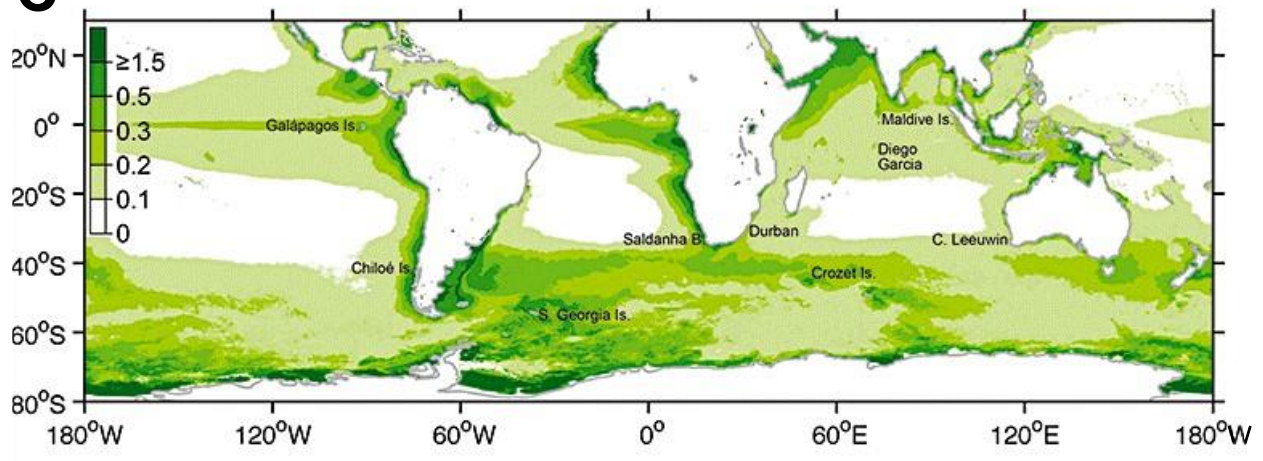 20°N
0°
20°S
40°S
60°S
80°S
≥1.5
0.5
0.3
0.2
0.1
0
Galápagos Is.
Maldive Is.
Diego
Garcia
Saldanha B.
Durban
C. Leeuwin
Chiloé Is.
Crozet Is.
S. Georgia Is.
180°W
120°W
60°W
0°
60°E
120°E
180°W